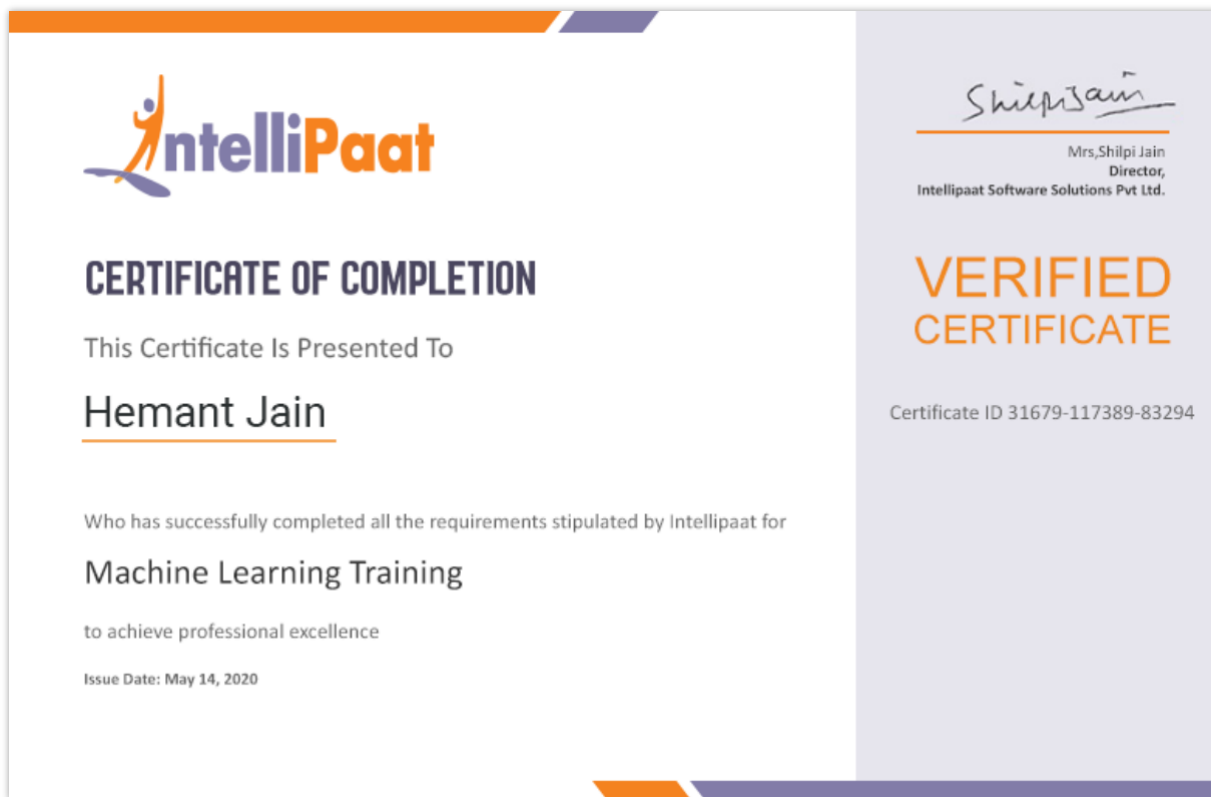 IntelliPaat
CERTIFICATE OF COMPLETION
This Certificate Is Presented To
Hemant Jain
Who has successfully completed all the requirements stipulated by Intellipaat for
Machine Learning Training
to achieve professional excellence
Issue Date: May 14, 2020
Shilpi Jain
Mrs,Shilpi Jain
Director,
Intellipaat Software Solutions Pvt Ltd.
VERIFIED
CERTIFICATE
Certificate ID 31679-117389-83294